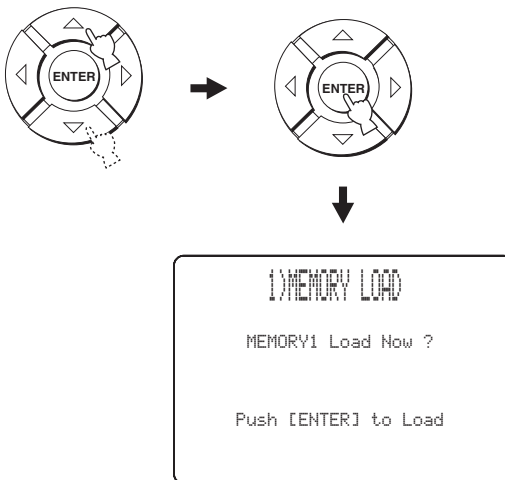 ENTER
ENTER
1)MEMORY LOAD
MEMORY1 Load Now ?
Push [ENTER] to Load